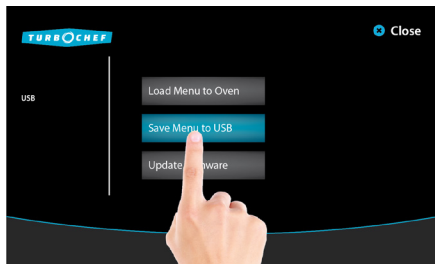 TURBOCHEF
Close
USB
Load Menu to Oven
Save Menu to USB
Update